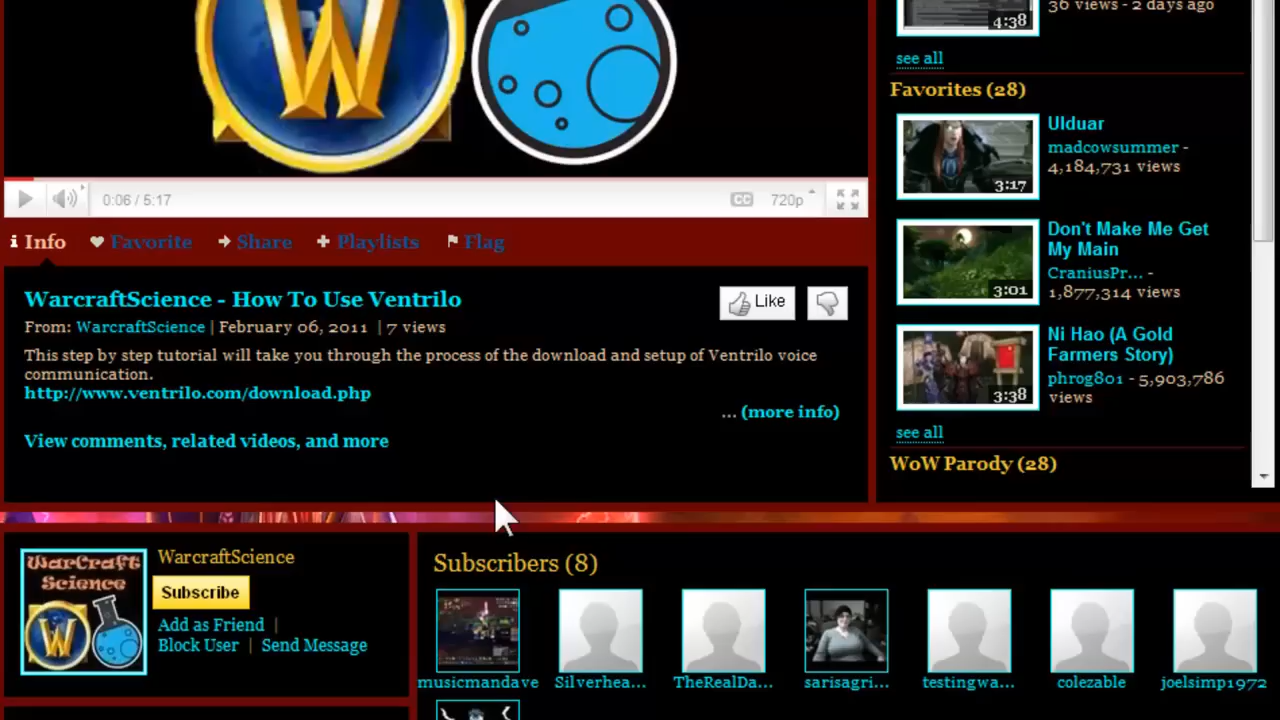 W
4:38
36 views - 2 days ago
see all
Favorites (28)
3:17
Ulduar
madcowsummer -
4,184,731 views
3:01
Don't Make Me Get
My Main
CraniusPr... -
1,877,314 views
3:38
Ni Hao (A Gold
Farmers Story)
phrog801 - 5,903,786
views
see all
WoW Parody (28)
0:06 / 5:17
CC
720p
Info
Favorite
Share
Playlists
Flag
WarcraftScience - How To Use Ventrilo
Like
From: WarcraftScience | February 06, 2011 | 7 views
This step by step tutorial will take you through the process of the download and setup of Ventrilo voice
communication.
http://www.ventrilo.com/download.php
... (more info)
View comments, related videos, and more
WarCraft
Science
W
WarcraftScience
Subscribe
Add as Friend |
Block User | Send Message
Subscribers (8)
musicmandave
Silverhea...
TheRealDa...
sarisagri...
testingwa...
colezable
joelsimp1972